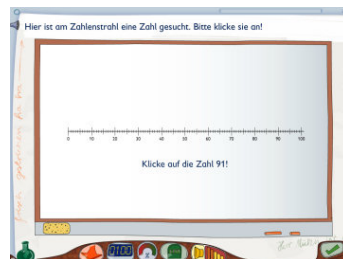 Hier ist am Zahlenstrahl eine Zahl gesucht. Bitte klicke sie an!
0 10 20 30 40 50 60 70 80 90 100
Klicke auf die Zahl 91!
0100